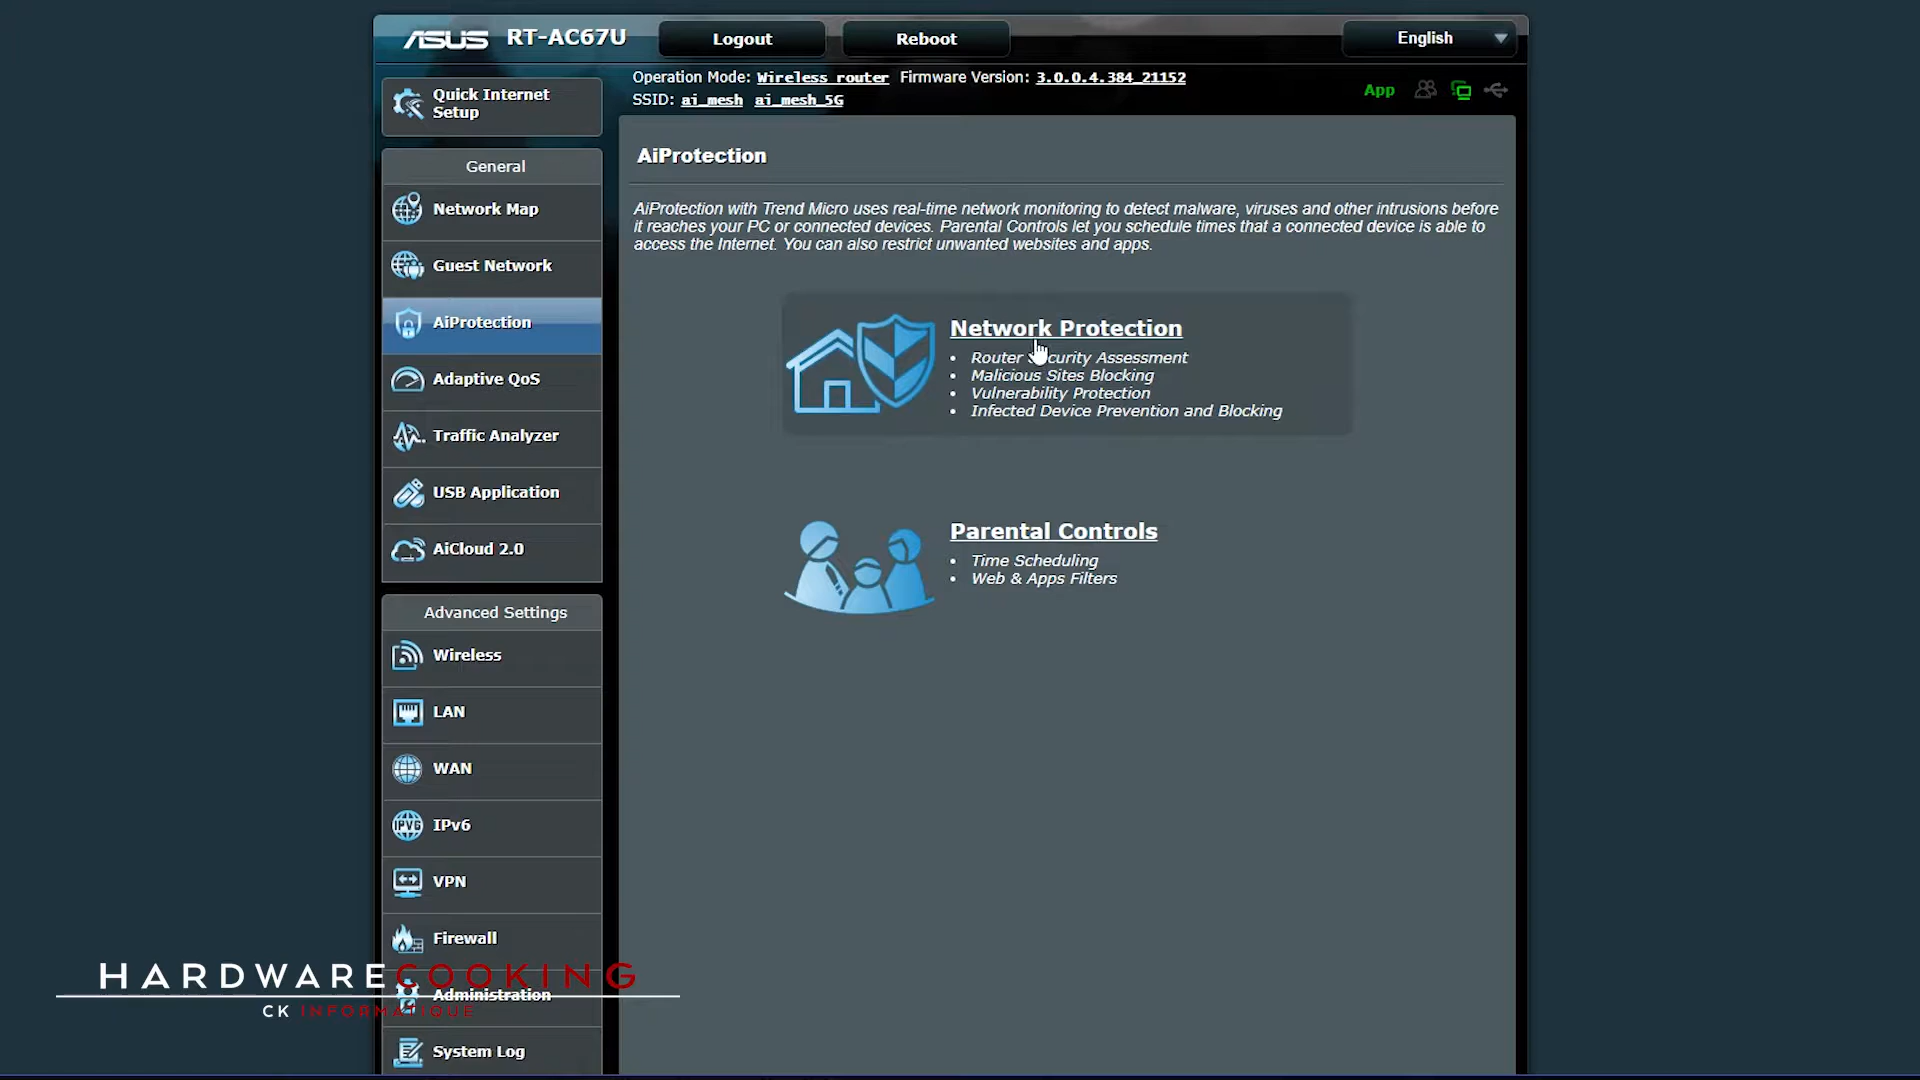 ASUS RT-AC67U Logout Reboot English
Operation Mode: Wireless router Firmware Version: 3.0.0.4.384_21152
SSID: ai_mesh ai_mesh_5G
App
Quick Internet
Setup
General
Network Map
Guest Network
AiProtection
Adaptive QoS
Traffic Analyzer
USB Application
AiCloud 2.0
Advanced Settings
Wireless
LAN
WAN
IPV6 IPv6
VPN
Firewall
Administration
System Log
AiProtection
AiProtection with Trend Micro uses real-time network monitoring to detect malware, viruses and other intrusions before
it reaches your PC or connected devices. Parental Controls let you schedule times that a connected device is able to
access the Internet. You can also restrict unwanted websites and apps.
Network Protection
• Router Security Assessment
• Malicious Sites Blocking
• Vulnerability Protection
• Infected Device Prevention and Blocking
Parental Controls
• Time Scheduling
• Web & Apps Filters
HARDWARECOOKING
CK INFORMATIQUE